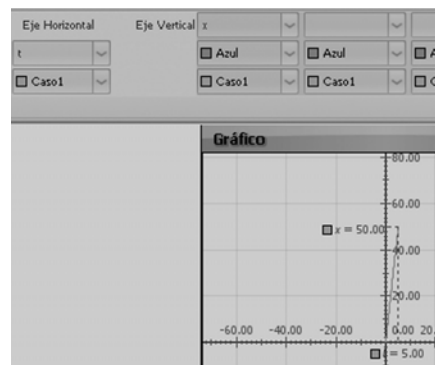 Eje Horizontal Eje Vertical x
t Azul Azul
Caso1 Caso1 Caso1
Gráfico
80.00
60.00
x = 50.00
40.00
20.00
-60.00 -40.00 -20.00 0.00 20.
= 5.00